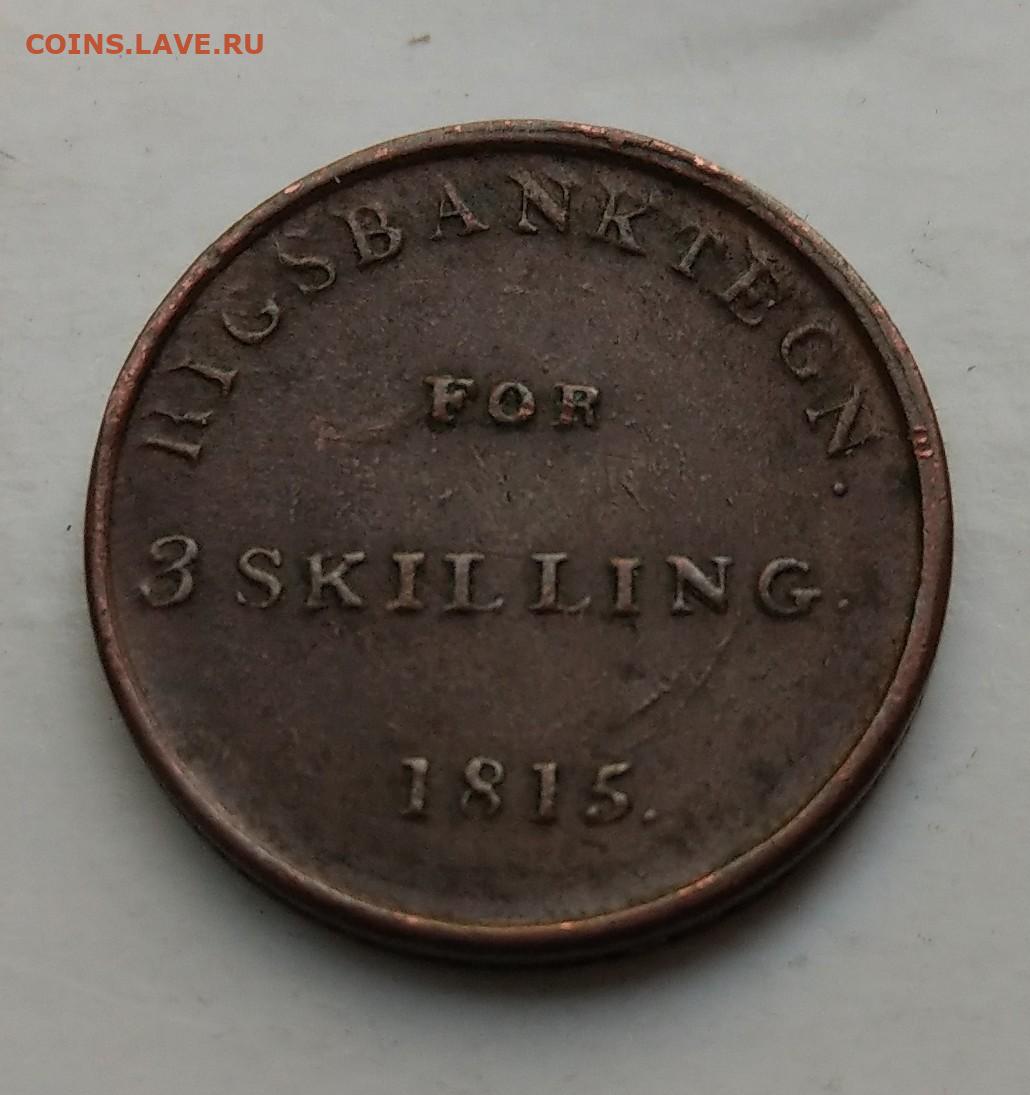 COINS.LAVE.RU
RIGSBANKTEGN.
FOR
3 SKILLING.
1815.